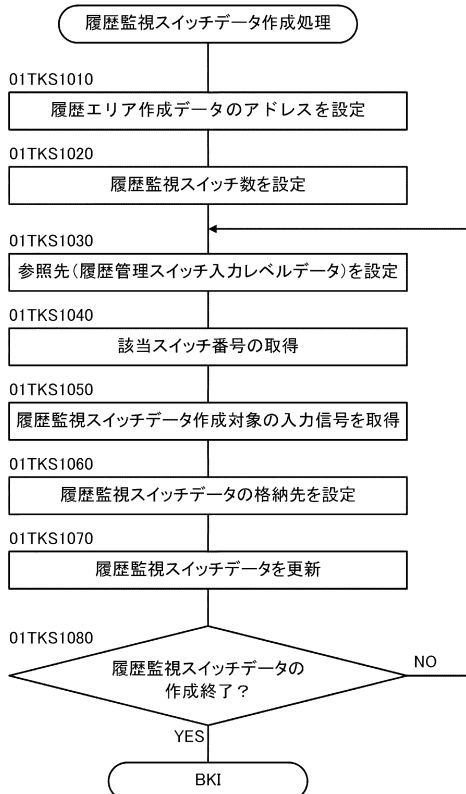 履歴監視スイッチデータ作成処理
01TKS1010
履歴エリア作成データのアドレスを設定
01TKS1020
履歴監視スイッチ数を設定
01TKS1030
参照先(履歴管理スイッチ入力レベルデータ)を設定
01TKS1040
該当スイッチ番号の取得
01TKS1050
履歴監視スイッチデータ作成対象の入力信号を取得
01TKS1060
履歴監視スイッチデータの格納先を設定
01TKS1070
履歴監視スイッチデータを更新
01TKS1080
履歴監視スイッチデータの
作成終了?
NO
YES
BKI